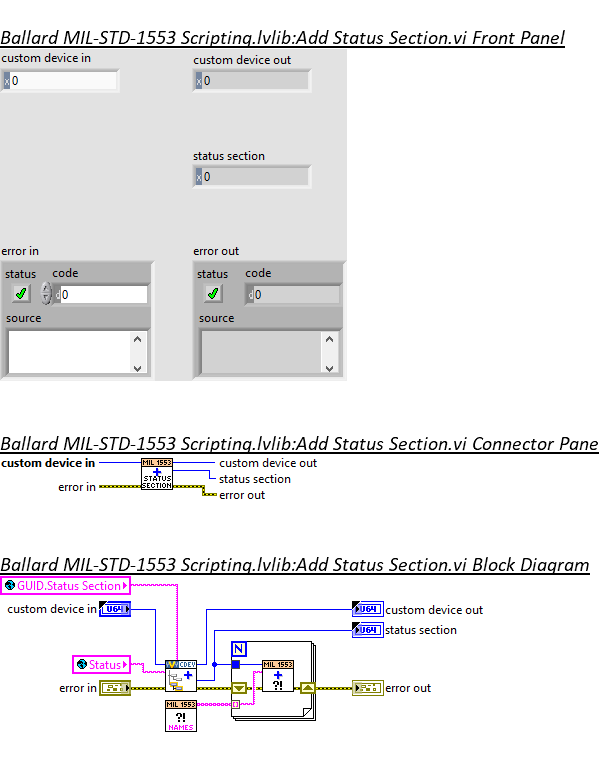 Ballard MIL-STD-1553 Scripting.lvlib:Add Status Section.vi Front Panel
custom device in
custom device out
x 0
x 0
status section
x 0
error in
error out
status code
status code
d 0
d 0
source
source
Ballard MIL-STD-1553 Scripting.lvlib:Add Status Section.vi Connector Pane
custom device in
MIL 1553
custom device out
+
status section
STATUS
SECTION
error in
error out
Ballard MIL-STD-1553 Scripting.lvlib:Add Status Section.vi Block Diagram
GUID.Status Section
custom device in
U64
U64
custom device out
U64
status section
N
Status
CDEV
+
MIL 1553
+
?!
error in
error out
MIL 1553
?!
NAMES